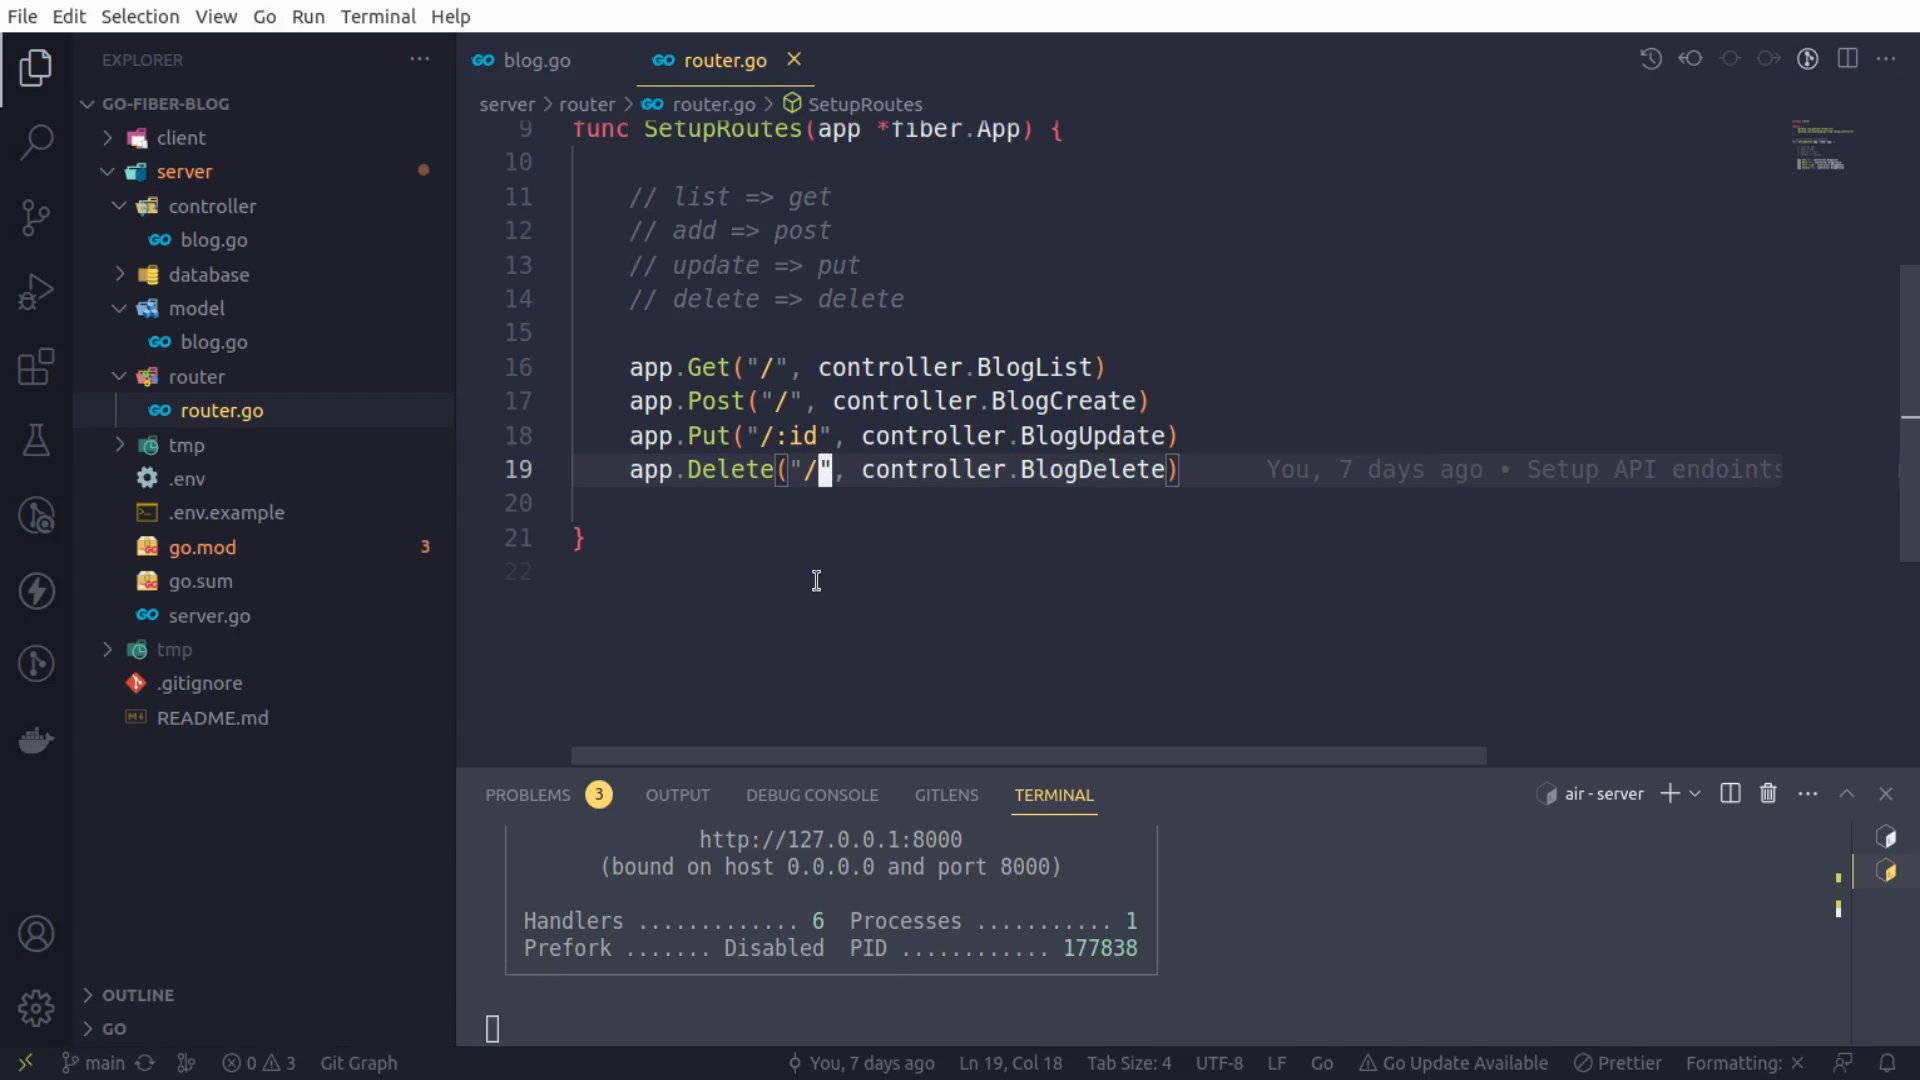 File Edit Selection View Go Run Terminal Help
EXPLORER
GO-FIBER-BLOG
client
server
controller
blog.go
database
model
blog.go
router
router.go
tmp
.env
.env.example
go.mod 3
go.sum
server.go
tmp
.gitignore
README.md
OUTLINE
GO
blog.go router.go
server > router > router.go > SetupRoutes
9 func SetupRoutes(app *fiber.App) {
10
11 // list => get
12 // add => post
13 // update => put
14 // delete => delete
15
16 app.Get("/", controller.BlogList)
17 app.Post("/", controller.BlogCreate)
18 app.Put("/:id", controller.BlogUpdate)
19 app.Delete("/", controller.BlogDelete) You, 7 days ago • Setup API endoints
20
21 }
22
PROBLEMS 3 OUTPUT DEBUG CONSOLE GITLENS TERMINAL air - server
http://127.0.0.1:8000
(bound on host 0.0.0.0 and port 8000)
Handlers ............. 6 Processes ........... 1
Prefork ....... Disabled PID ............ 177838
main 0 3 Git Graph You, 7 days ago Ln 19, Col 18 Tab Size: 4 UTF-8 LF Go Go Update Available Prettier Formatting: ×